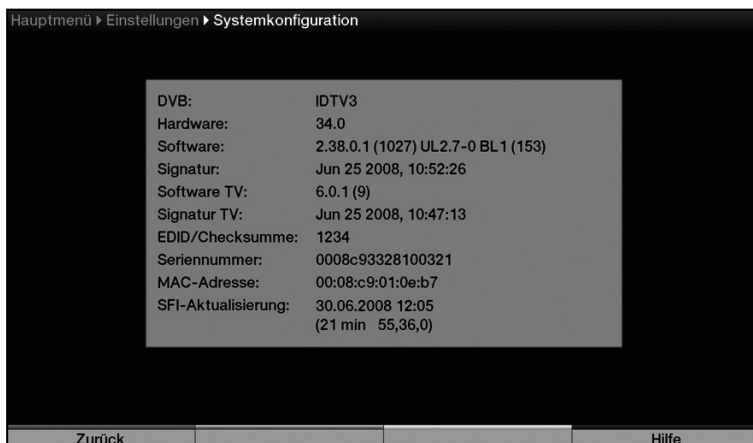 Hauptmenü ▸ Einstellungen ▸ Systemkonfiguration
DVB: IDTV3
Hardware: 34.0
Software: 2.38.0.1 (1027) UL2.7-0 BL1 (153)
Signatur: Jun 25 2008, 10:52:26
Software TV: 6.0.1 (9)
Signatur TV: Jun 25 2008, 10:47:13
EDID/Checksumme: 1234
Seriennummer: 0008c93328100321
MAC-Adresse: 00:08:c9:01:0e:b7
SFI-Aktualisierung: 30.06.2008 12:05
(21 min 55,36,0)
Zurück Hilfe